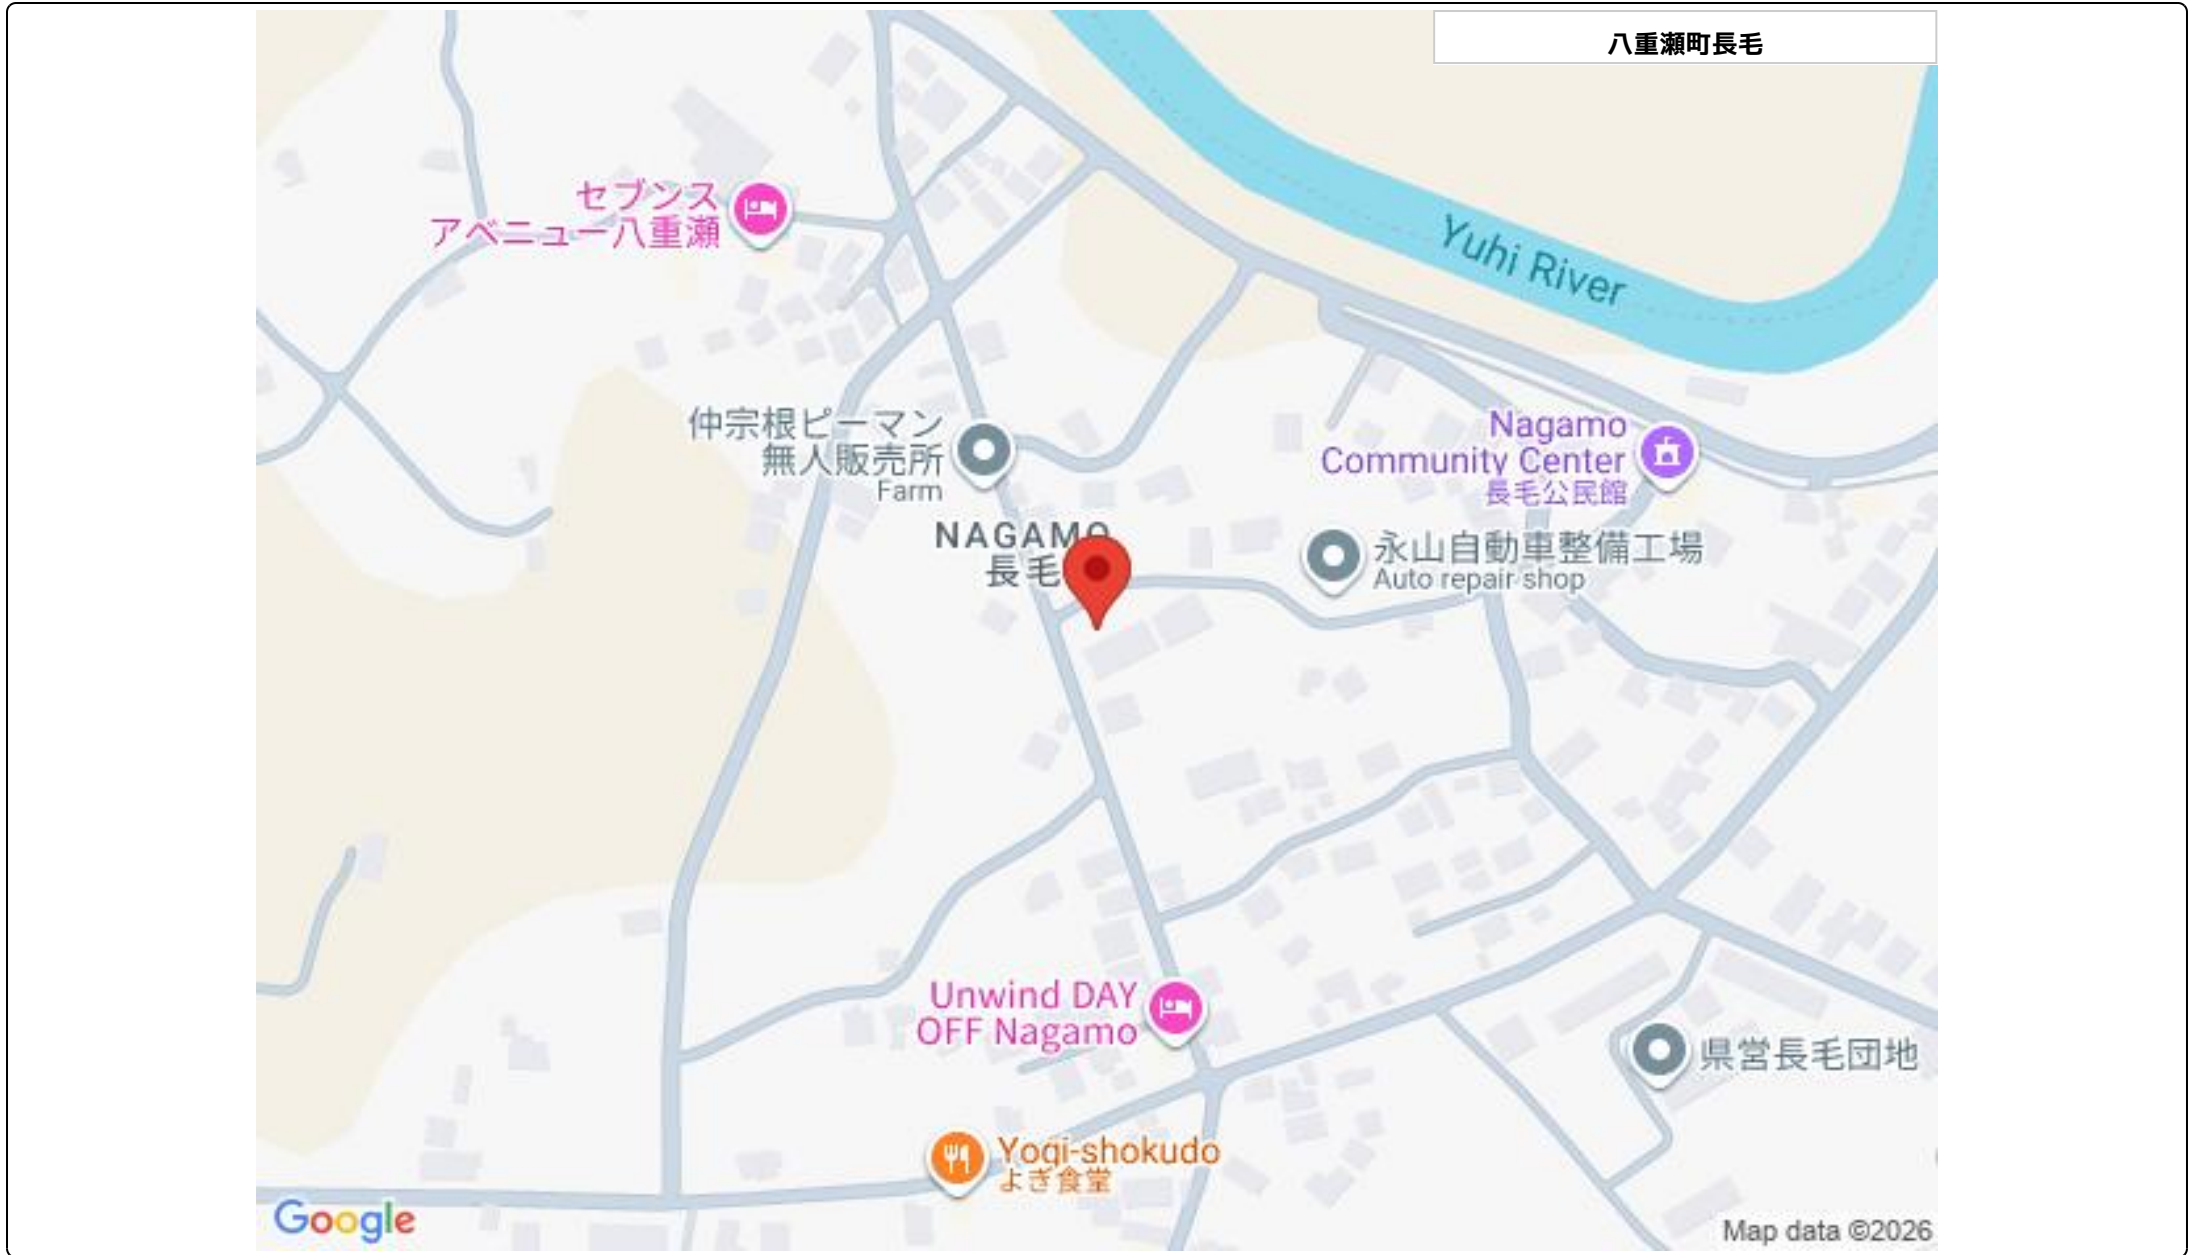 八重瀬町長毛
セブンス
アベニュー八重瀬
Yuhi River
仲宗根ピーマン
無人販売所
Farm
Nagamo
Community Center
長毛公民館
NAGAMO
長毛
永山自動車整備工場
Auto repair shop
Unwind DAY
OFF Nagamo
県営長毛団地
Yogi-shokudo
よぎ食堂
Google
Map data ©2026